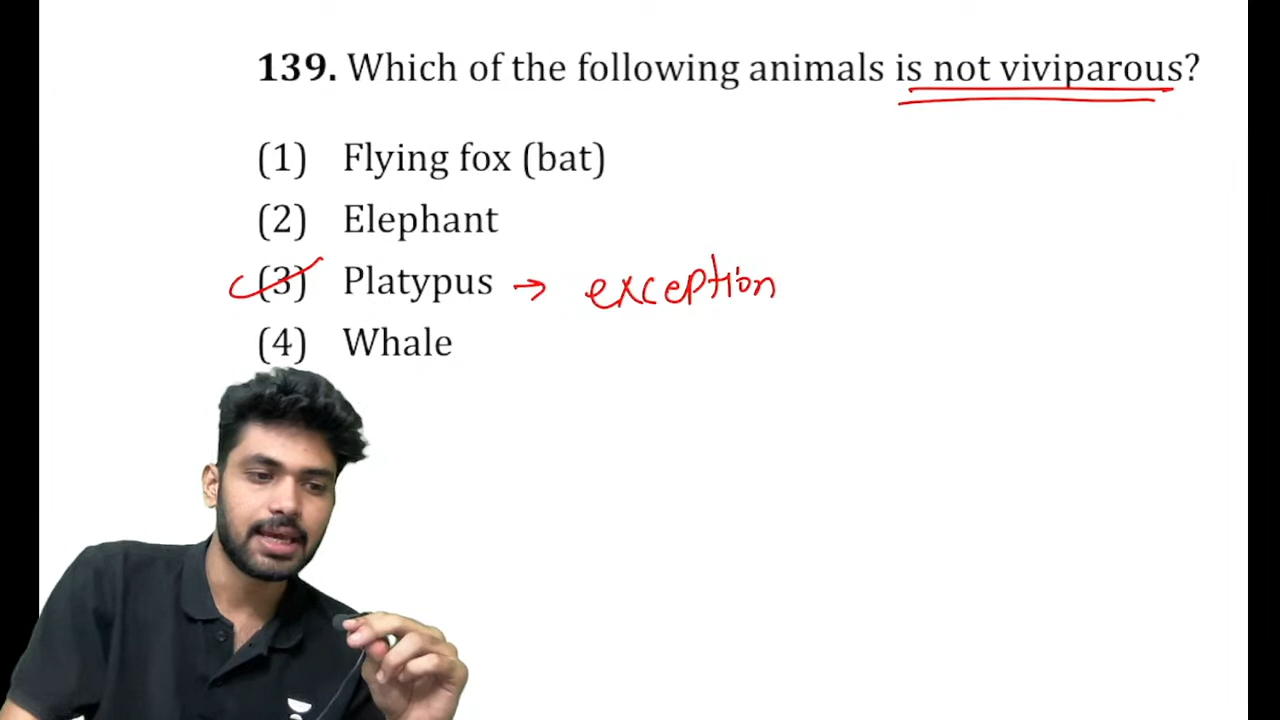 139. Which of the following animals is not viviparous?
(1) Flying fox (bat)
(2) Elephant
(3) Platypus → exception
(4) Whale